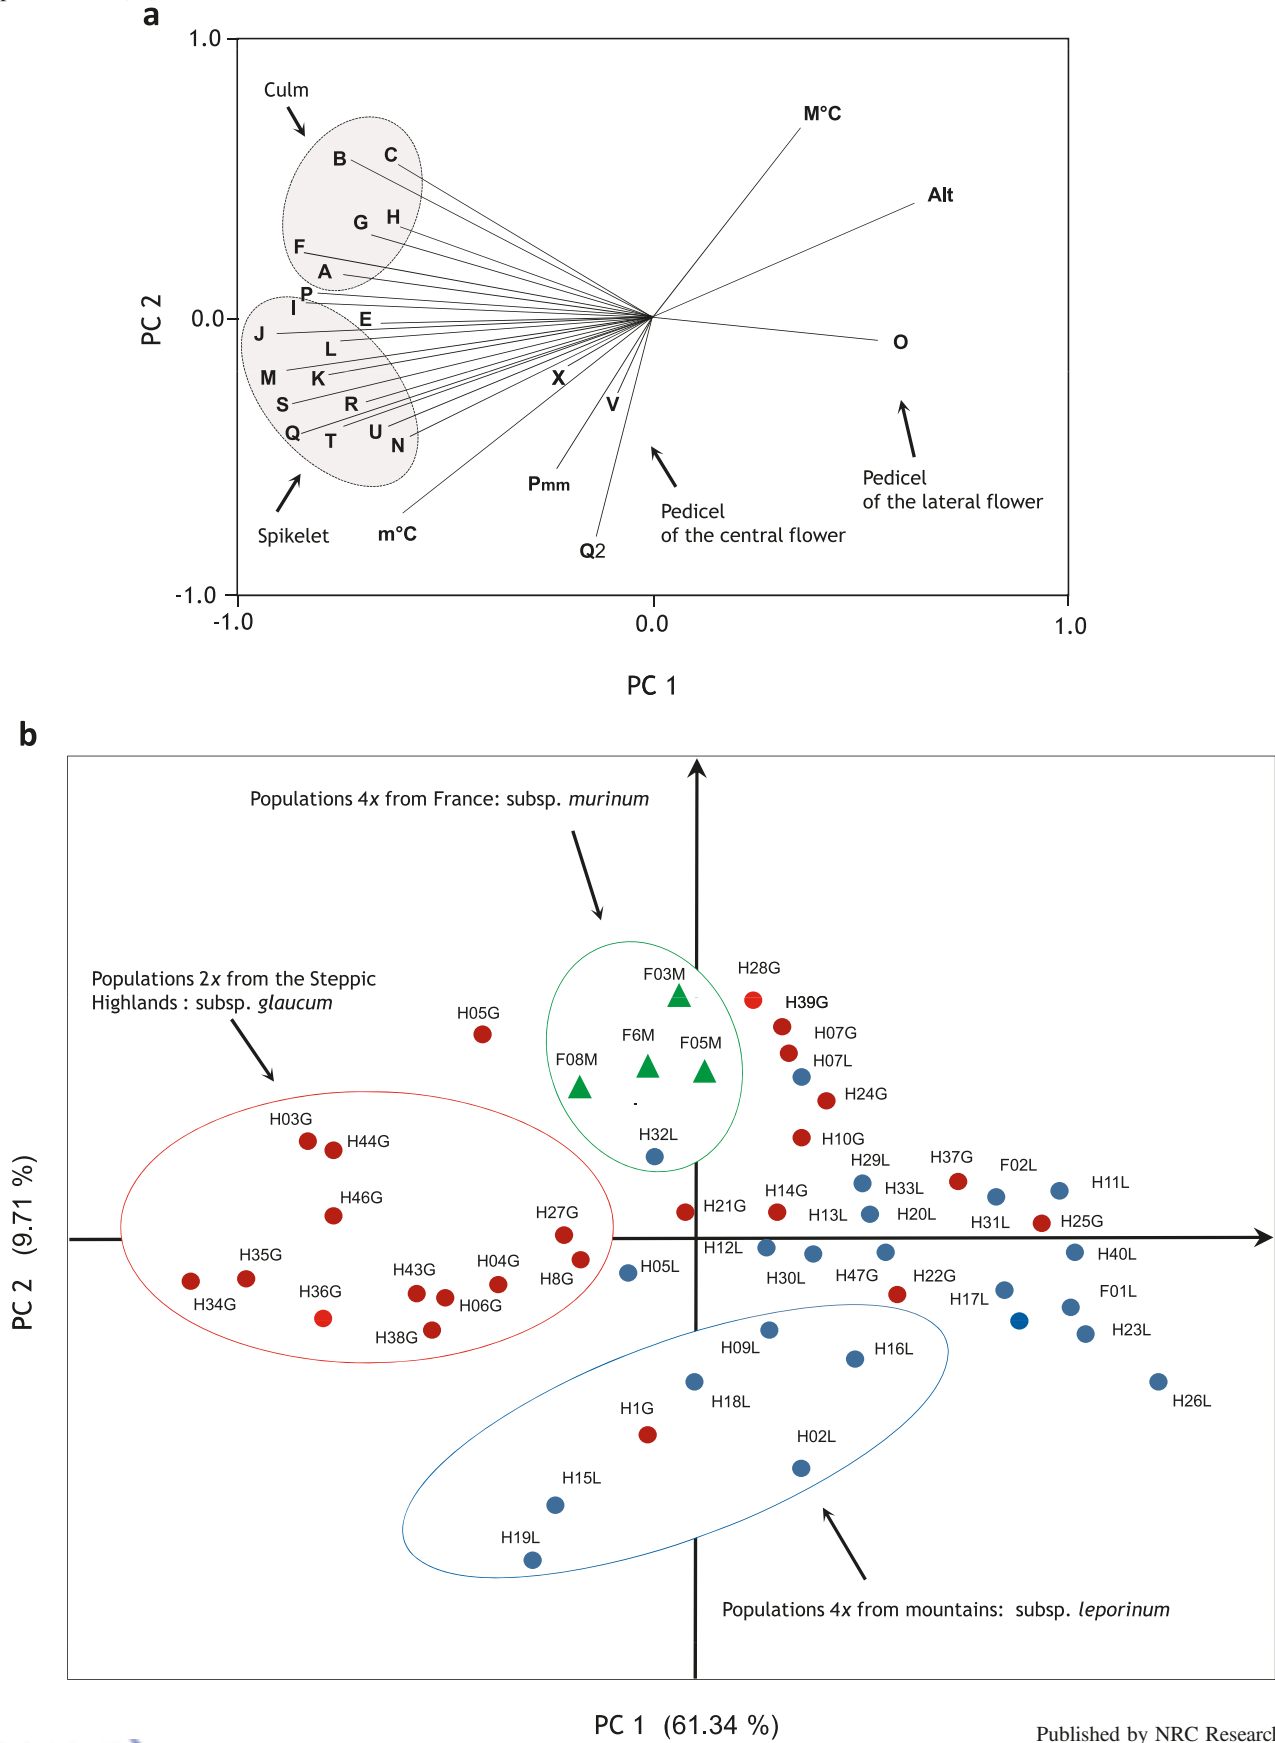 a
1.0
Culm
M°C
B
C
Alt
G
H
F
A
P
I
E
PC 2
0.0
J
L
O
M
K
X
S
R
V
Q
T
U
N
Pmm
Pedicel
of the lateral flower
Pedicel
of the central flower
Spikelet
m°C
Q2
-1.0
-1.0
0.0
1.0
PC 1
b
Populations 4x from France: subsp. murinum
Populations 2x from the Steppic
Highlands : subsp. glaucum
F03M
H28G
H39G
H05G
F6M
F05M
H07G
F08M
H07L
H24G
H03G
H44G
H32L
H10G
H29L
H37G
F02L
H11L
H46G
H27G
H21G
H14G
H33L
H13L
H20L
H31L
H25G
PC 2 (9.71 %)
H35G
H34G
H36G
H43G
H04G
H8G
H06G
H38G
H05L
H12L
H30L
H47G
H22G
H17L
H40L
F01L
H23L
H09L
H16L
H18L
H26L
H1G
H02L
H15L
H19L
Populations 4x from mountains: subsp. leporinum
PC 1 (61.34 %)
Published by NRC Research